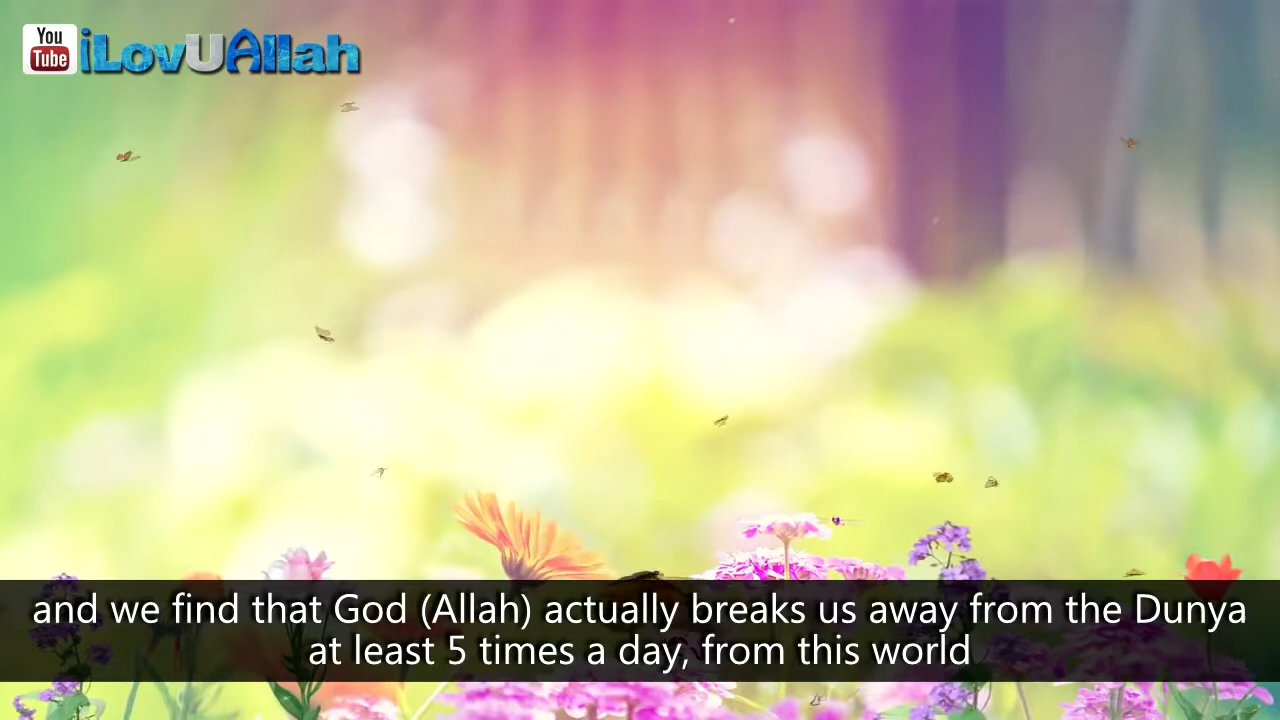 You
Tube
iLovUAllah
and we find that God (Allah) actually breaks us away from the Dunya
at least 5 times a day, from this world